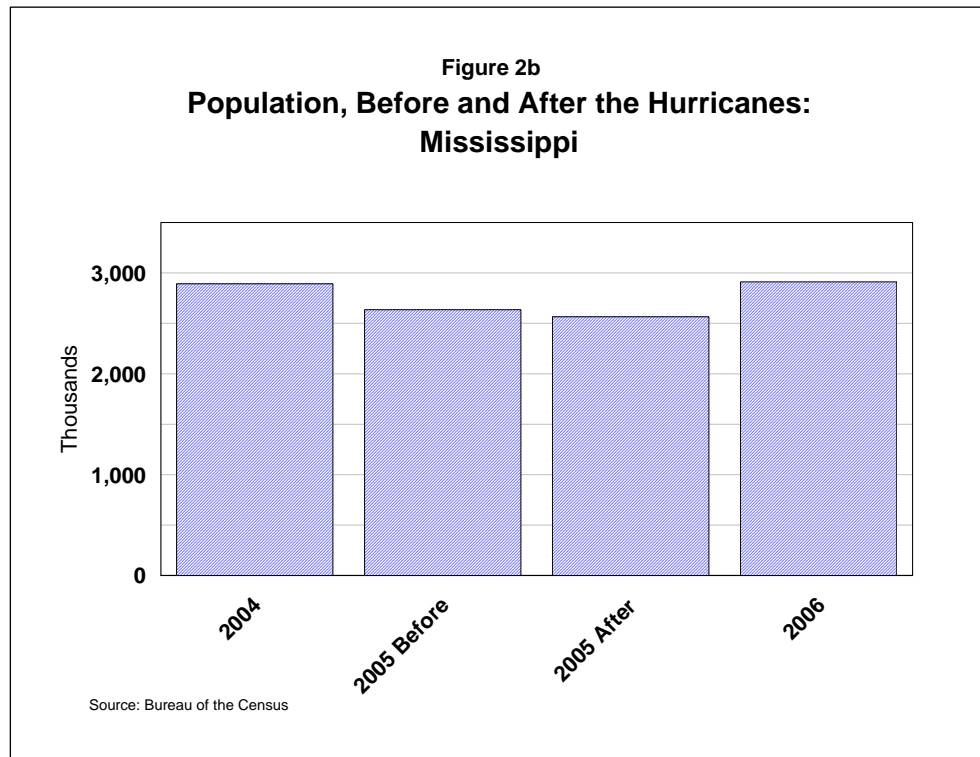 Figure 2b
Population, Before and After the Hurricanes:
Mississippi
Thousands
3,000
2,000
1,000
0
2004
2005 Before
2005 After
2006
Source: Bureau of the Census